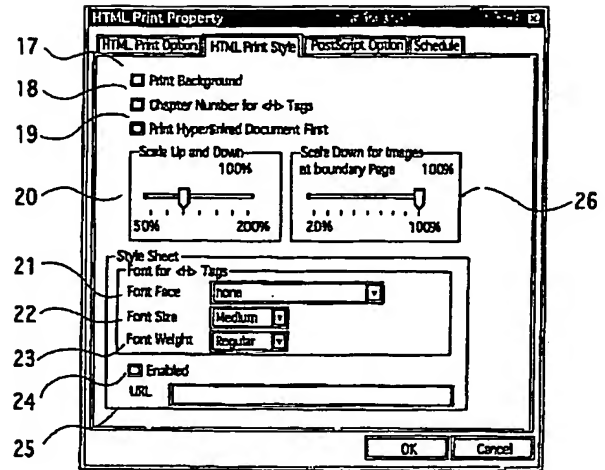 HTML Print Property
HTML Print Option HTML Print Style PostScript Option Schedule
17
18 Print Background
Chapter Number for <H> Tags
19 Print Hyperlinked Document First
Scale Up and Down Scale Down for Images
100% at boundary Page 100%
20 26
50% 200% 20% 100%
Style Sheet
21 Font for <H> Tags
Font Face none
22 Font Size Medium
23 Font Weight Regular
24 Enabled
URL
25
OK Cancel